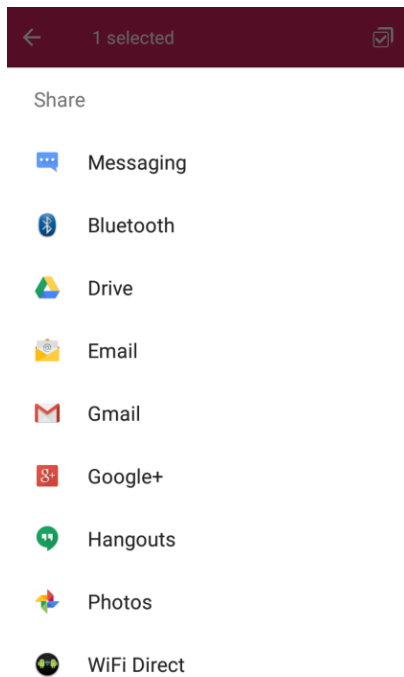 1 selected
Share
Messaging
Bluetooth
Drive
Email
Gmail
Google+
Hangouts
Photos
WiFi Direct